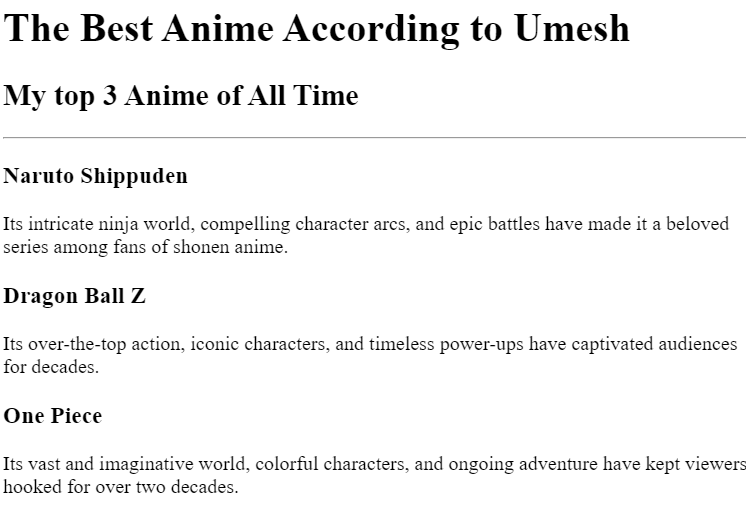 The Best Anime According to Umesh
My top 3 Anime of All Time
Naruto Shippuden
Its intricate ninja world, compelling character arcs, and epic battles have made it a beloved
series among fans of shonen anime.
Dragon Ball Z
Its over-the-top action, iconic characters, and timeless power-ups have captivated audiences
for decades.
One Piece
Its vast and imaginative world, colorful characters, and ongoing adventure have kept viewers
hooked for over two decades.